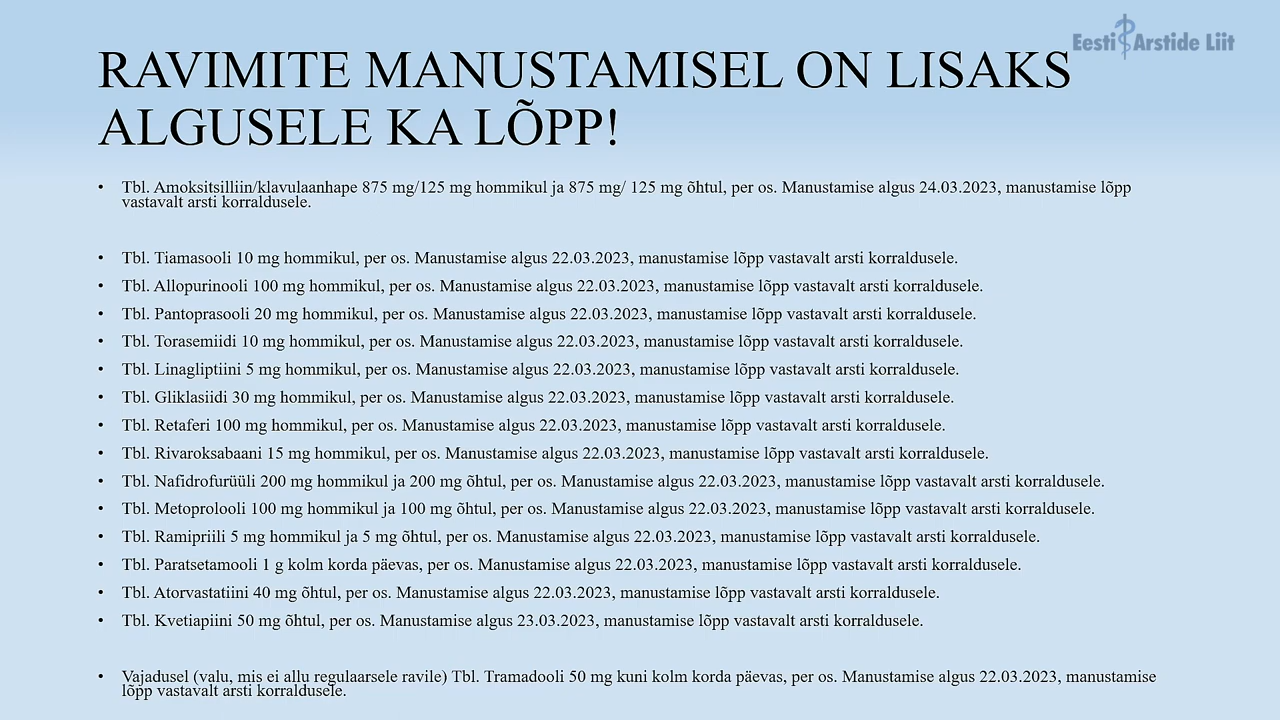 Eesti Arstide Liit
RAVIMITE MANUSTAMISEL ON LISAKS
ALGUSELE KA LÕPP!
• Tbl. Amoksitsilliin/klavulaanhape 875 mg/125 mg hommikul ja 875 mg/ 125 mg õhtul, per os. Manustamise algus 24.03.2023, manustamise lõpp
vastavalt arsti korraldusele.
• Tbl. Tiamasooli 10 mg hommikul, per os. Manustamise algus 22.03.2023, manustamise lõpp vastavalt arsti korraldusele.
• Tbl. Allopurinooli 100 mg hommikul, per os. Manustamise algus 22.03.2023, manustamise lõpp vastavalt arsti korraldusele.
• Tbl. Pantoprasooli 20 mg hommikul, per os. Manustamise algus 22.03.2023, manustamise lõpp vastavalt arsti korraldusele.
• Tbl. Torasemiidi 10 mg hommikul, per os. Manustamise algus 22.03.2023, manustamise lõpp vastavalt arsti korraldusele.
• Tbl. Linagliptiini 5 mg hommikul, per os. Manustamise algus 22.03.2023, manustamise lõpp vastavalt arsti korraldusele.
• Tbl. Gliklasiidi 30 mg hommikul, per os. Manustamise algus 22.03.2023, manustamise lõpp vastavalt arsti korraldusele.
• Tbl. Retaferi 100 mg hommikul, per os. Manustamise algus 22.03.2023, manustamise lõpp vastavalt arsti korraldusele.
• Tbl. Rivaroksabaani 15 mg hommikul, per os. Manustamise algus 22.03.2023, manustamise lõpp vastavalt arsti korraldusele.
• Tbl. Nafidrofurüüli 200 mg hommikul ja 200 mg õhtul, per os. Manustamise algus 22.03.2023, manustamise lõpp vastavalt arsti korraldusele.
• Tbl. Metoprolooli 100 mg hommikul ja 100 mg õhtul, per os. Manustamise algus 22.03.2023, manustamise lõpp vastavalt arsti korraldusele.
• Tbl. Ramipriili 5 mg hommikul ja 5 mg õhtul, per os. Manustamise algus 22.03.2023, manustamise lõpp vastavalt arsti korraldusele.
• Tbl. Paratsetamooli 1 g kolm korda päevas, per os. Manustamise algus 22.03.2023, manustamise lõpp vastavalt arsti korraldusele.
• Tbl. Atorvastatiini 40 mg õhtul, per os. Manustamise algus 22.03.2023, manustamise lõpp vastavalt arsti korraldusele.
• Tbl. Kvetiapiini 50 mg õhtul, per os. Manustamise algus 23.03.2023, manustamise lõpp vastavalt arsti korraldusele.
• Vajadusel (valu, mis ei allu regulaarsele ravile) Tbl. Tramadooli 50 mg kuni kolm korda päevas, per os. Manustamise algus 22.03.2023, manustamise
lõpp vastavalt arsti korraldusele.